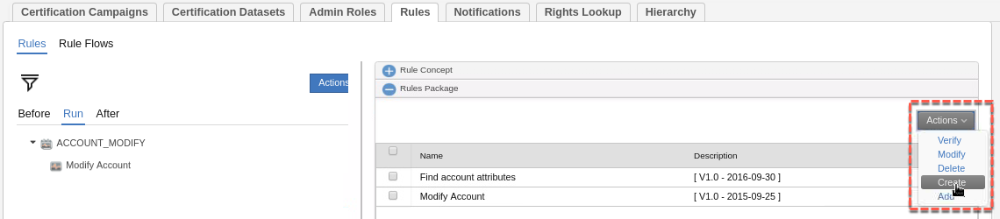 Certification Campaigns Certification Datasets Admin Roles Rules Notifications Rights Lookup Hierarchy
Rules Rule Flows
Actions
Before Run After
ACCOUNT_MODIFY
Modify Account
Rule Concept
Rules Package
Actions
Verify
Modify
Delete
Create
Add
Name Description
Find account attributes [ V1.0 - 2016-09-30 ]
Modify Account [ V1.0 - 2015-09-25 ]